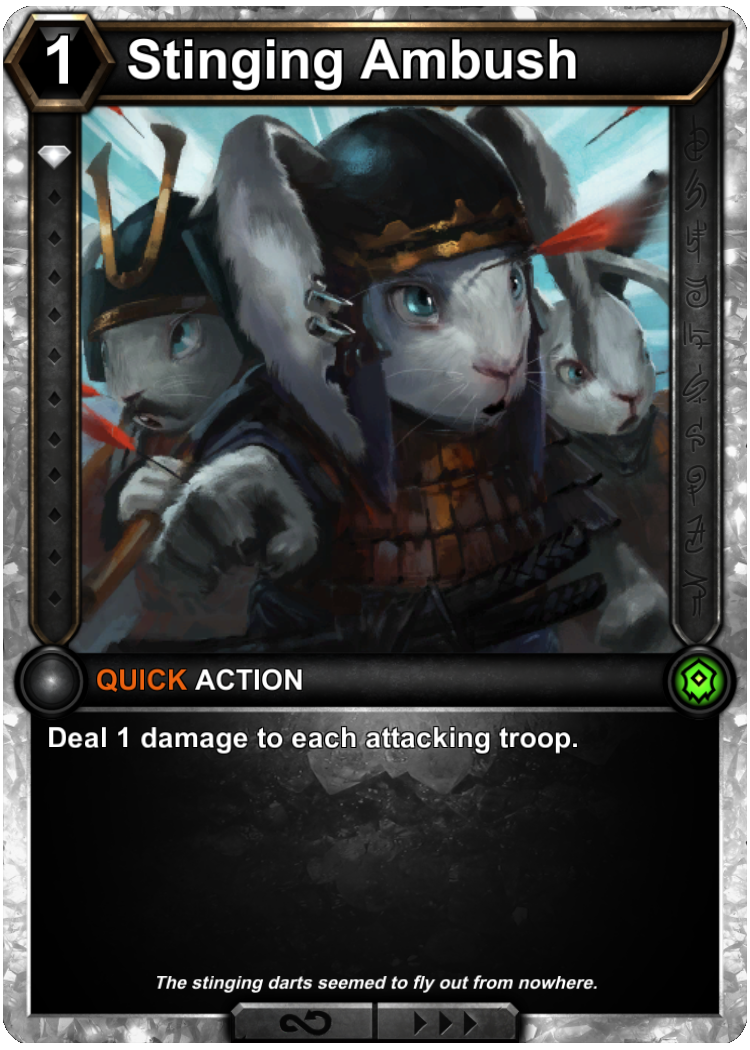 1
Stinging Ambush
QUICK ACTION
Deal 1 damage to each attacking troop.
The stinging darts seemed to fly out from nowhere.